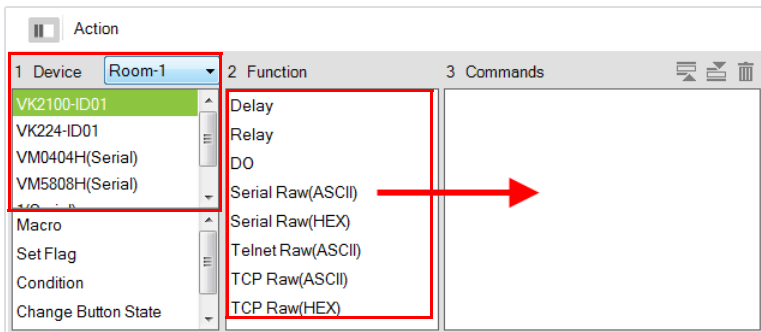 Action
1 Device Room-1 2 Function 3 Commands
VK2100-ID01
VK224-ID01
VM0404H(Serial)
VM5808H(Serial)
Macro
Set Flag
Condition
Change Button State
Delay
Relay
DO
Serial Raw(ASCII)
Serial Raw(HEX)
Telnet Raw(ASCII)
TCP Raw(ASCII)
TCP Raw(HEX)